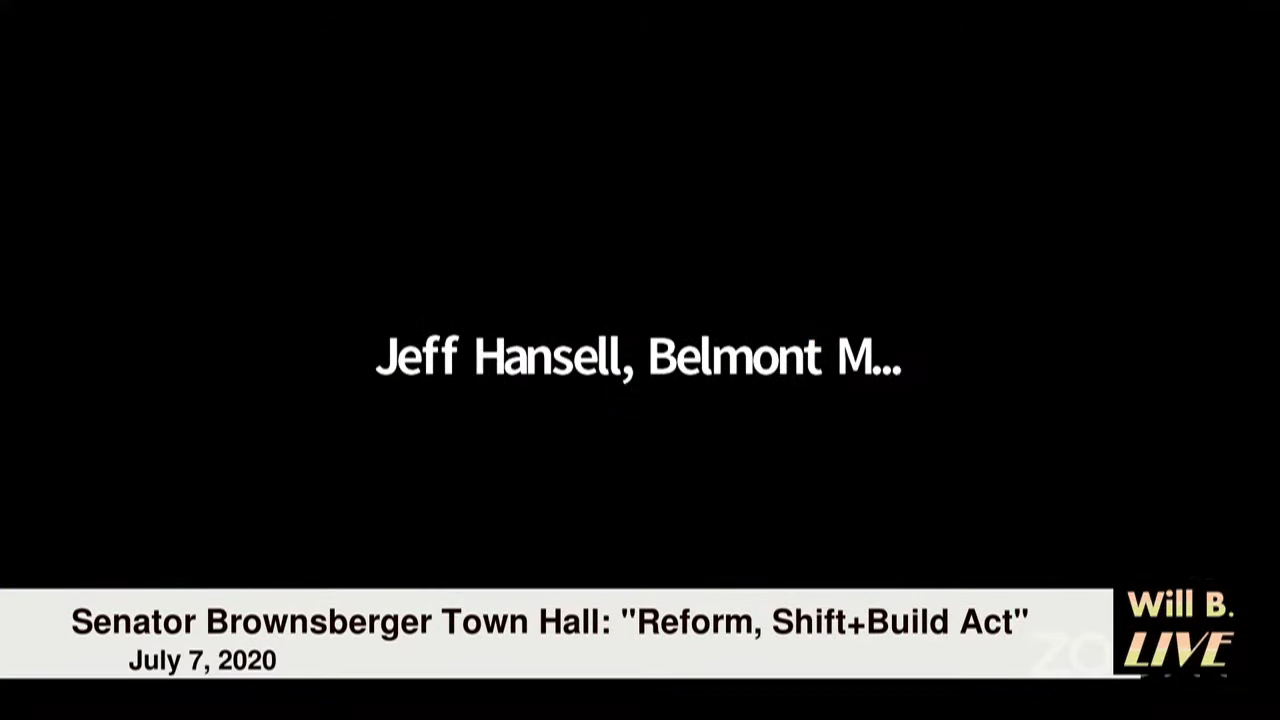 Jeff Hansell, Belmont M...
Senator Brownsberger Town Hall: "Reform, Shift+Build Act"
July 7, 2020
Will B.
LIVE